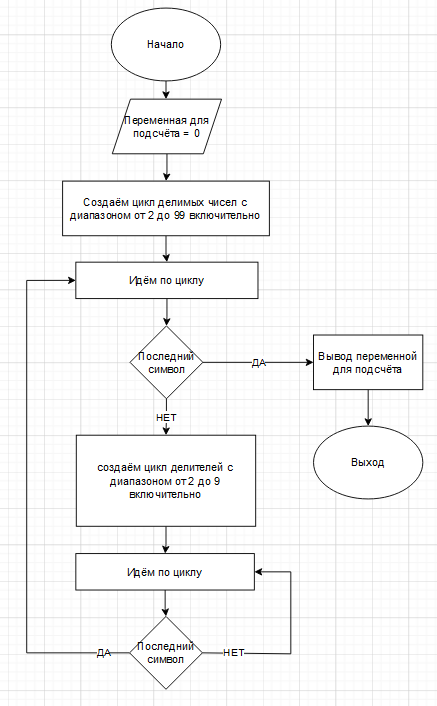 Начало
Переменная для
подсчёта = 0
Создаём цикл делимых чисел с
диапазоном от 2 до 99 включительно
Идём по циклу
Последний
символ
ДА
Вывод переменной
для подсчёта
НЕТ
Выход
создаём цикл делителей с
диапазоном от 2 до 9
включительно
Идём по циклу
Последний
символ
ДА
НЕТ